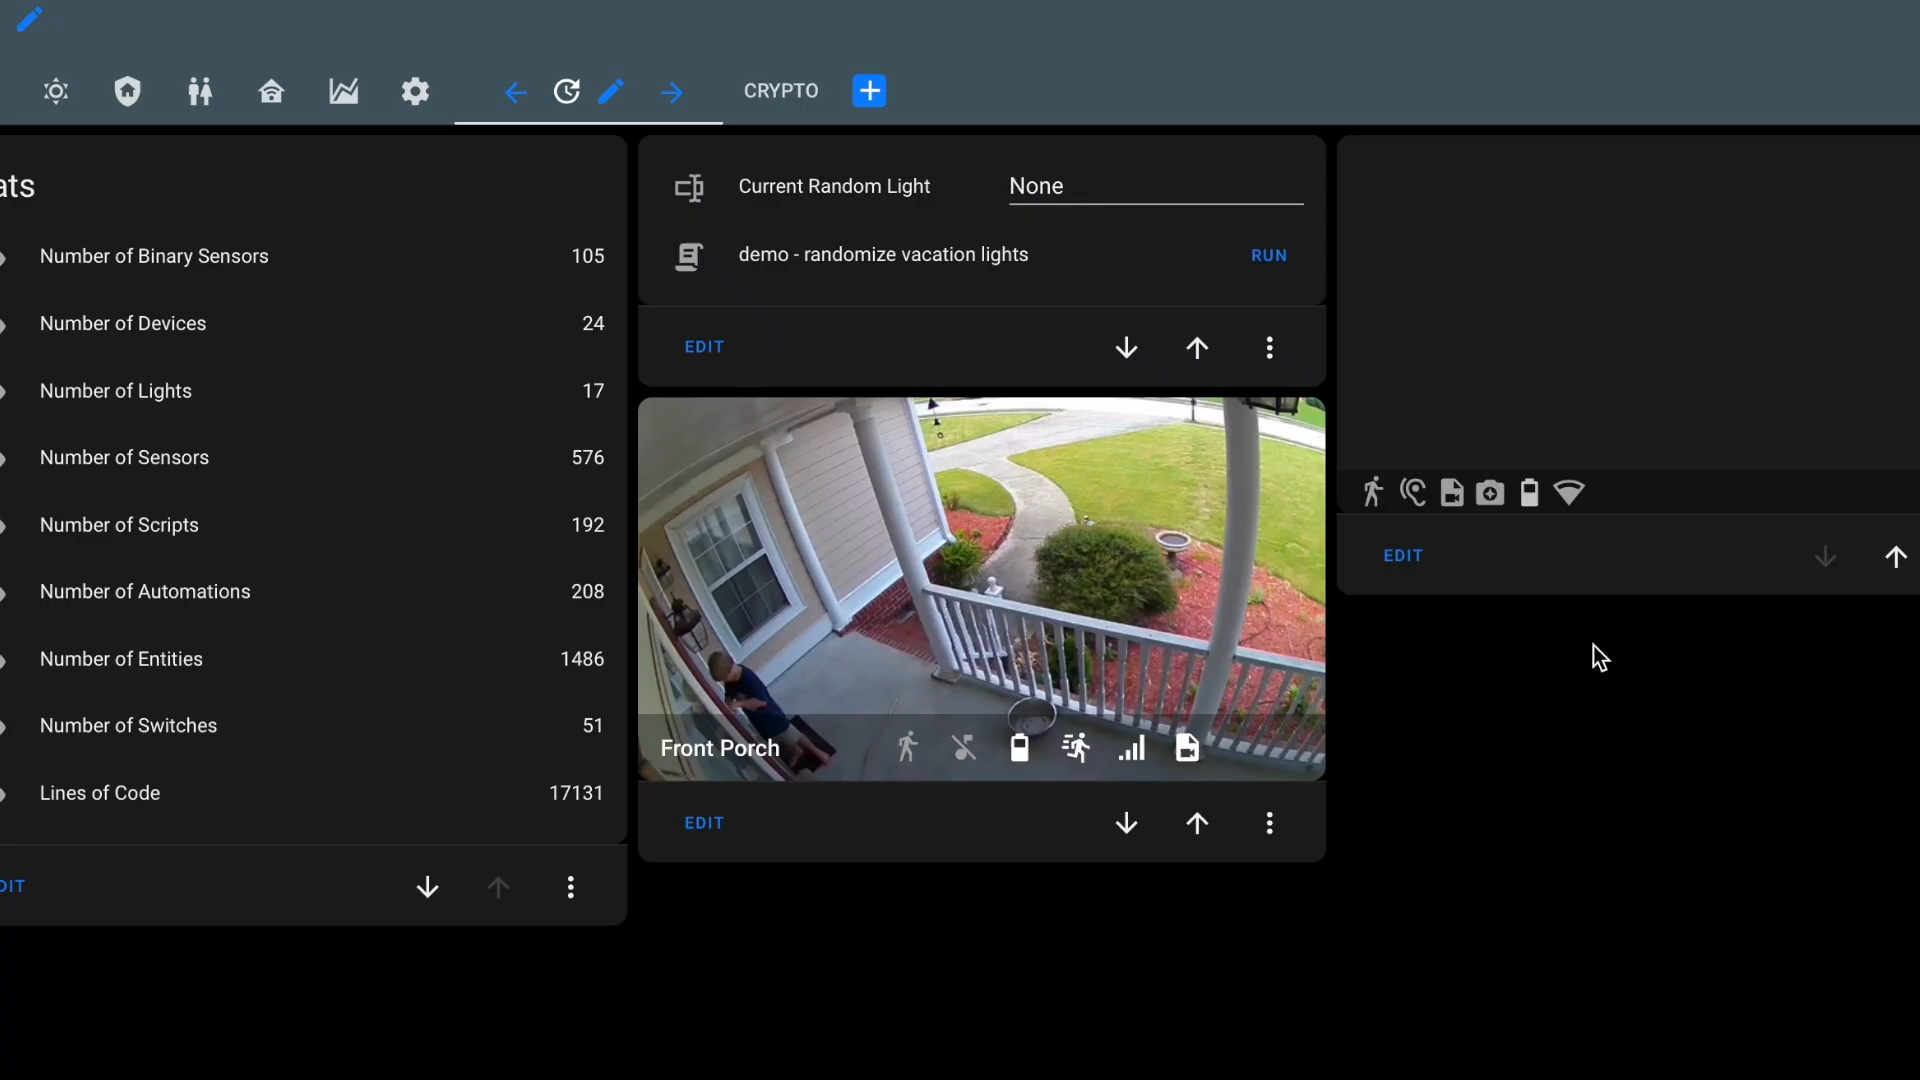 CRYPTO
ats
Number of Binary Sensors 105
Number of Devices 24
Number of Lights 17
Number of Sensors 576
Number of Scripts 192
Number of Automations 208
Number of Entities 1486
Number of Switches 51
Lines of Code 17131
DIT
Current Random Light None
demo - randomize vacation lights RUN
EDIT
Front Porch
EDIT
EDIT